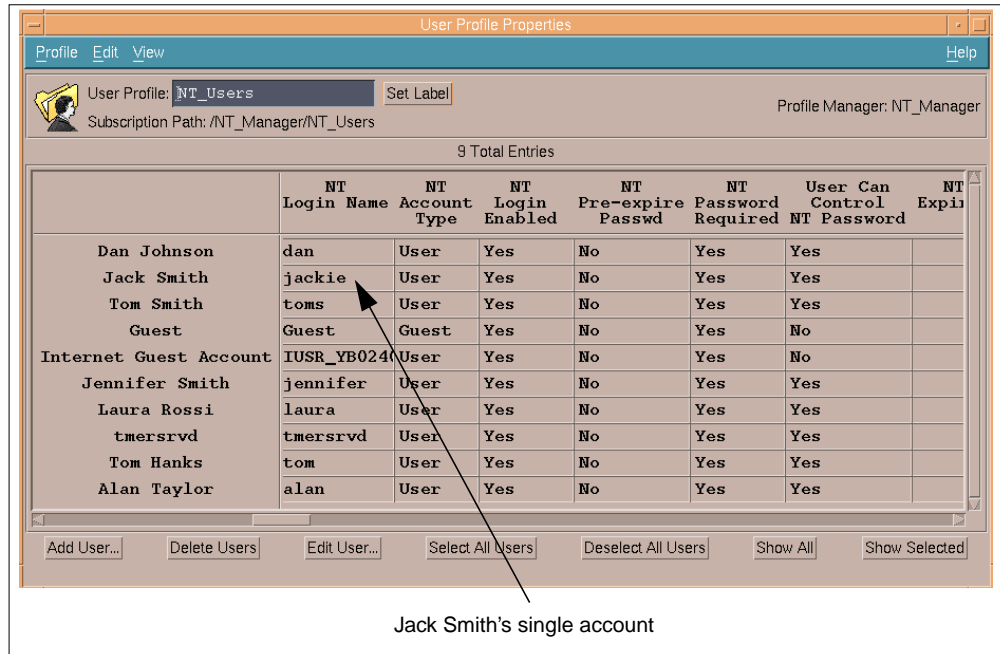 User Profile Properties
Profile Edit View Help
User Profile: NT_Users Set Label
Profile Manager: NT_Manager
Subscription Path: /NT_Manager/NT_Users
9 Total Entries
NT Login Name NT Account Type NT Login Enabled NT Pre-expire Passwd NT Password Required User Can Control NT Password NT Expir
Dan Johnson dan User Yes No Yes Yes
Jack Smith jackie User Yes No Yes Yes
Tom Smith toms User Yes No Yes Yes
Guest Guest Guest Yes No Yes No
Internet Guest Account IUSR_YB024 User Yes No Yes No
Jennifer Smith jennifer User Yes No Yes Yes
Laura Rossi laura User Yes No Yes Yes
tmersrvd tmersrvd User Yes No Yes Yes
Tom Hanks tom User Yes No Yes Yes
Alan Taylor alan User Yes No Yes Yes
Add User... Delete Users Edit User... Select All Users Deselect All Users Show All Show Selected
Jack Smith's single account